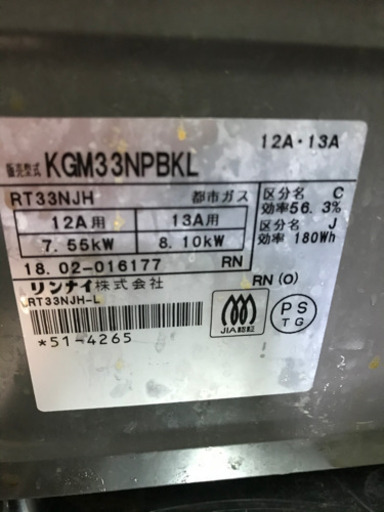 12A・13A
販売型式 KGM33NPBKL
RT33NJH 都市ガス
12A用 13A用
7.55kW 8.10kW
区分名 C
効率56.3%
区分名 J
効率 180Wh
18.02-016177 RN
リンナイ株式会社
RN(O)
RT33NJH-L
*51-4265
JIA認証
PS
TG